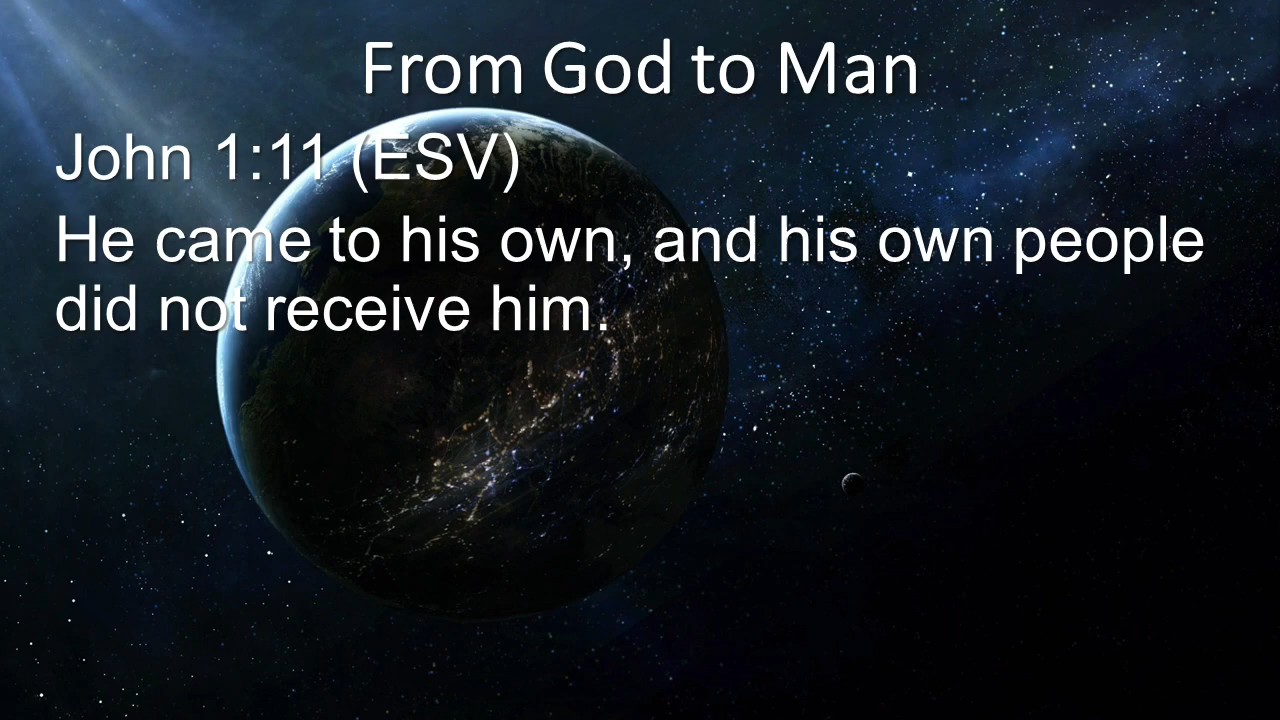 From God to Man
John 1:11 (ESV)
He came to his own, and his own people
did not receive him.